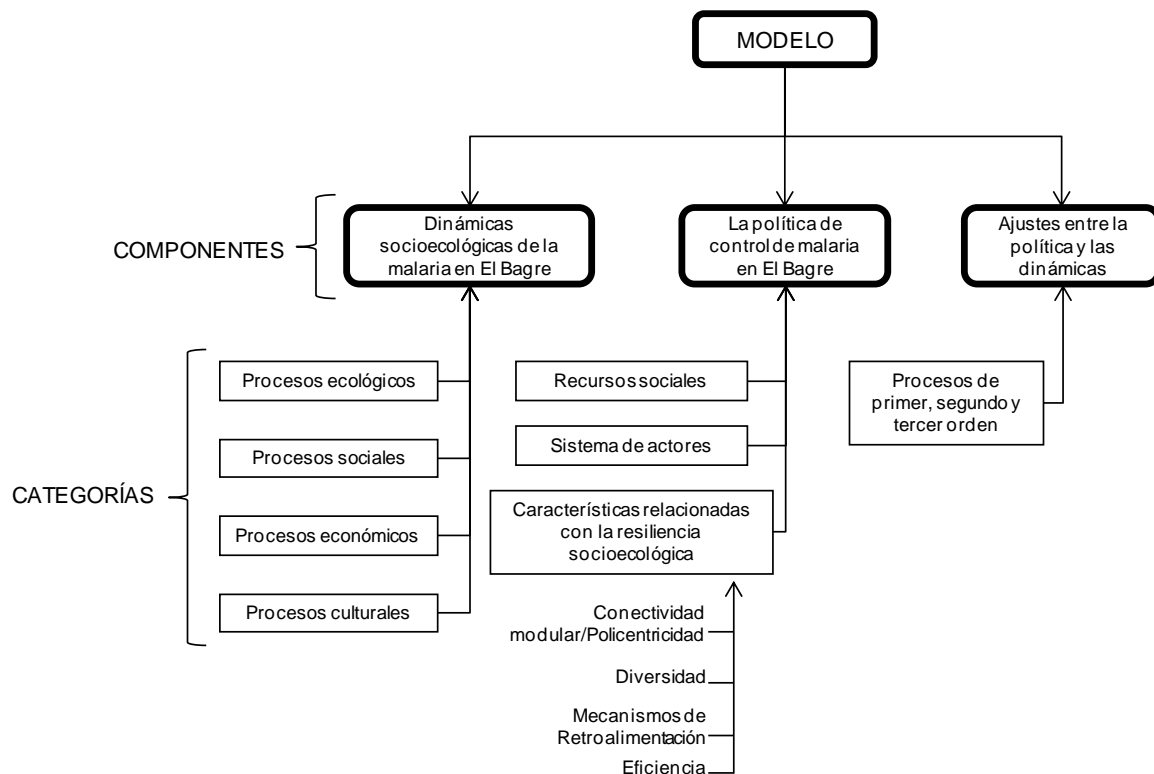 MODELO
COMPONENTES
Dinámicas
socioecológicas de la
malaria en El Bagre
La política de
control de malaria
en El Bagre
Ajustes entre la
política y las
dinámicas
CATEGORÍAS
Procesos ecológicos
Procesos sociales
Procesos económicos
Procesos culturales
Recursos sociales
Sistema de actores
Características relacionadas
con la resiliencia
socioecológica
Conectividad
modular/Policentricidad
Diversidad
Mecanismos de
Retroalimentación
Eficiencia
Procesos de
primer, segundo y
tercer orden